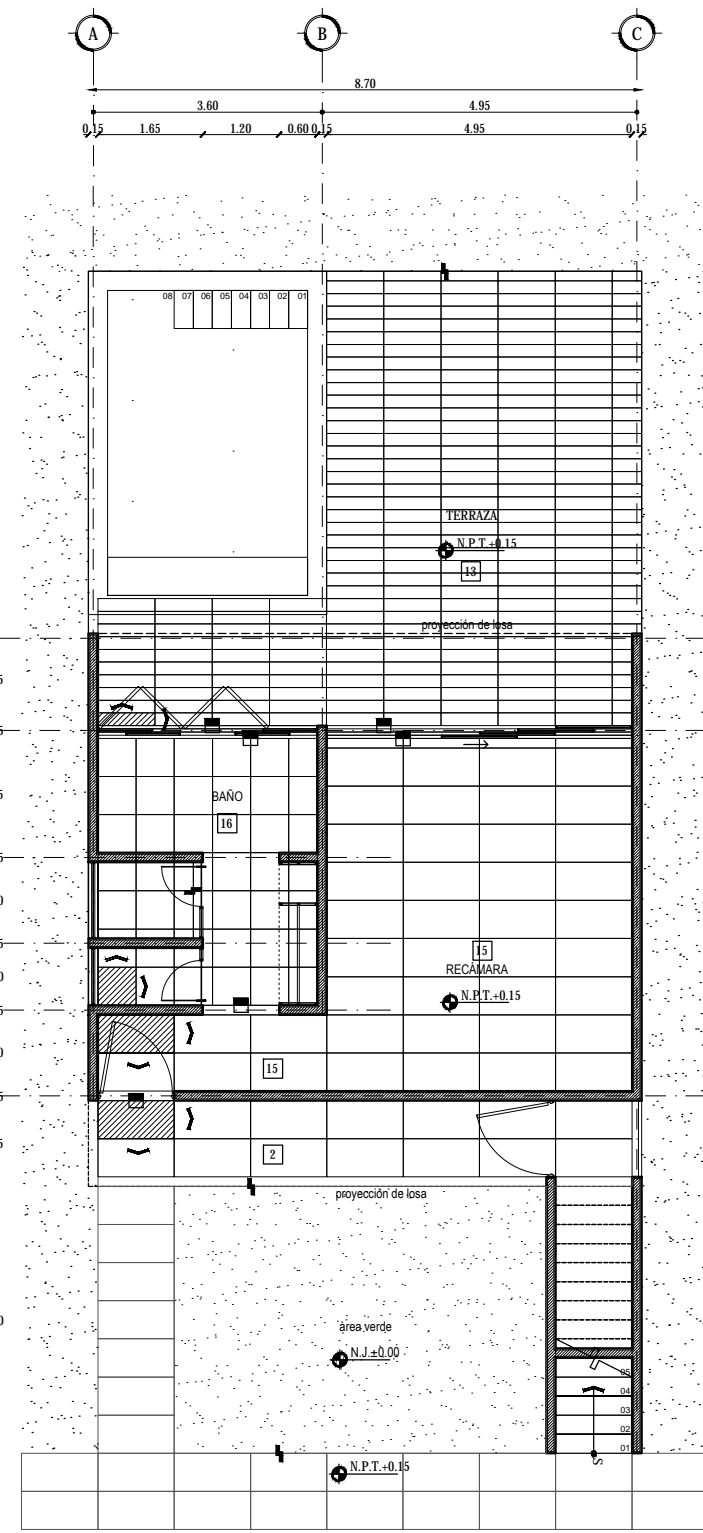 A B C
8.70
3.60 4.95
0.15 1.65 1.20 0.60 0.15 4.95 0.15
08 07 06 05 04 03 02 01
TERRAZA
N.P.T.+0.15
13
proyección de losa
BAÑO
16
15
RECÁMARA
N.P.T.+0.15
15
2
proyección de losa
área verde
N.J.±0.00
05
04
03
02
01
S
N.P.T.+0.15